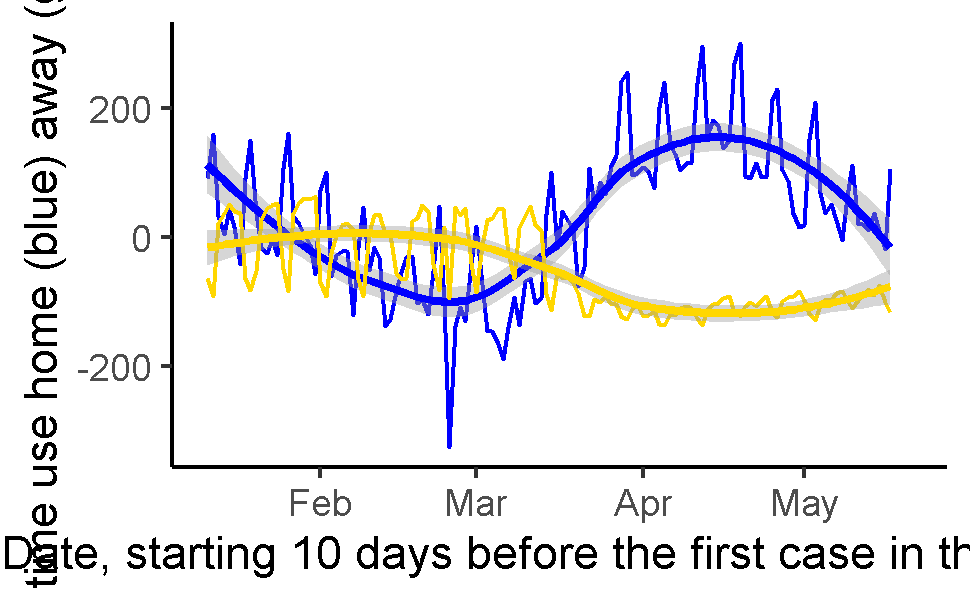 time use home (blue) away (
200
0
-200
Feb Mar Apr May
Date, starting 10 days before the first case in th